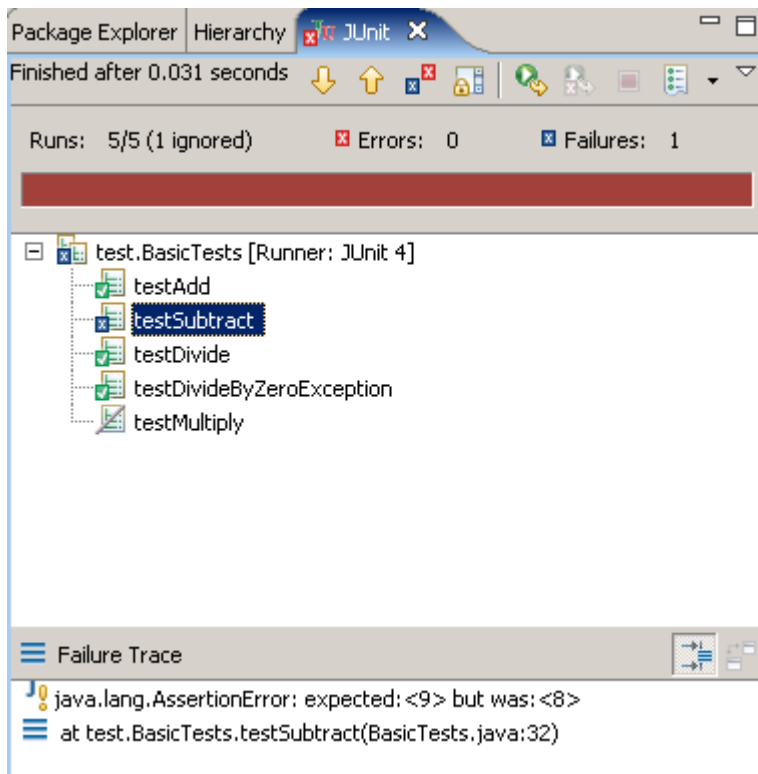 Package Explorer Hierarchy JUnit
Finished after 0.031 seconds
Runs: 5/5 (1 ignored) Errors: 0 Failures: 1
test.BasicTests [Runner: JUnit 4]
testAdd
testSubtract
testDivide
testDivideByZeroException
testMultiply
Failure Trace
java.lang.AssertionError: expected:<9> but was:<8>
at test.BasicTests.testSubtract(BasicTests.java:32)